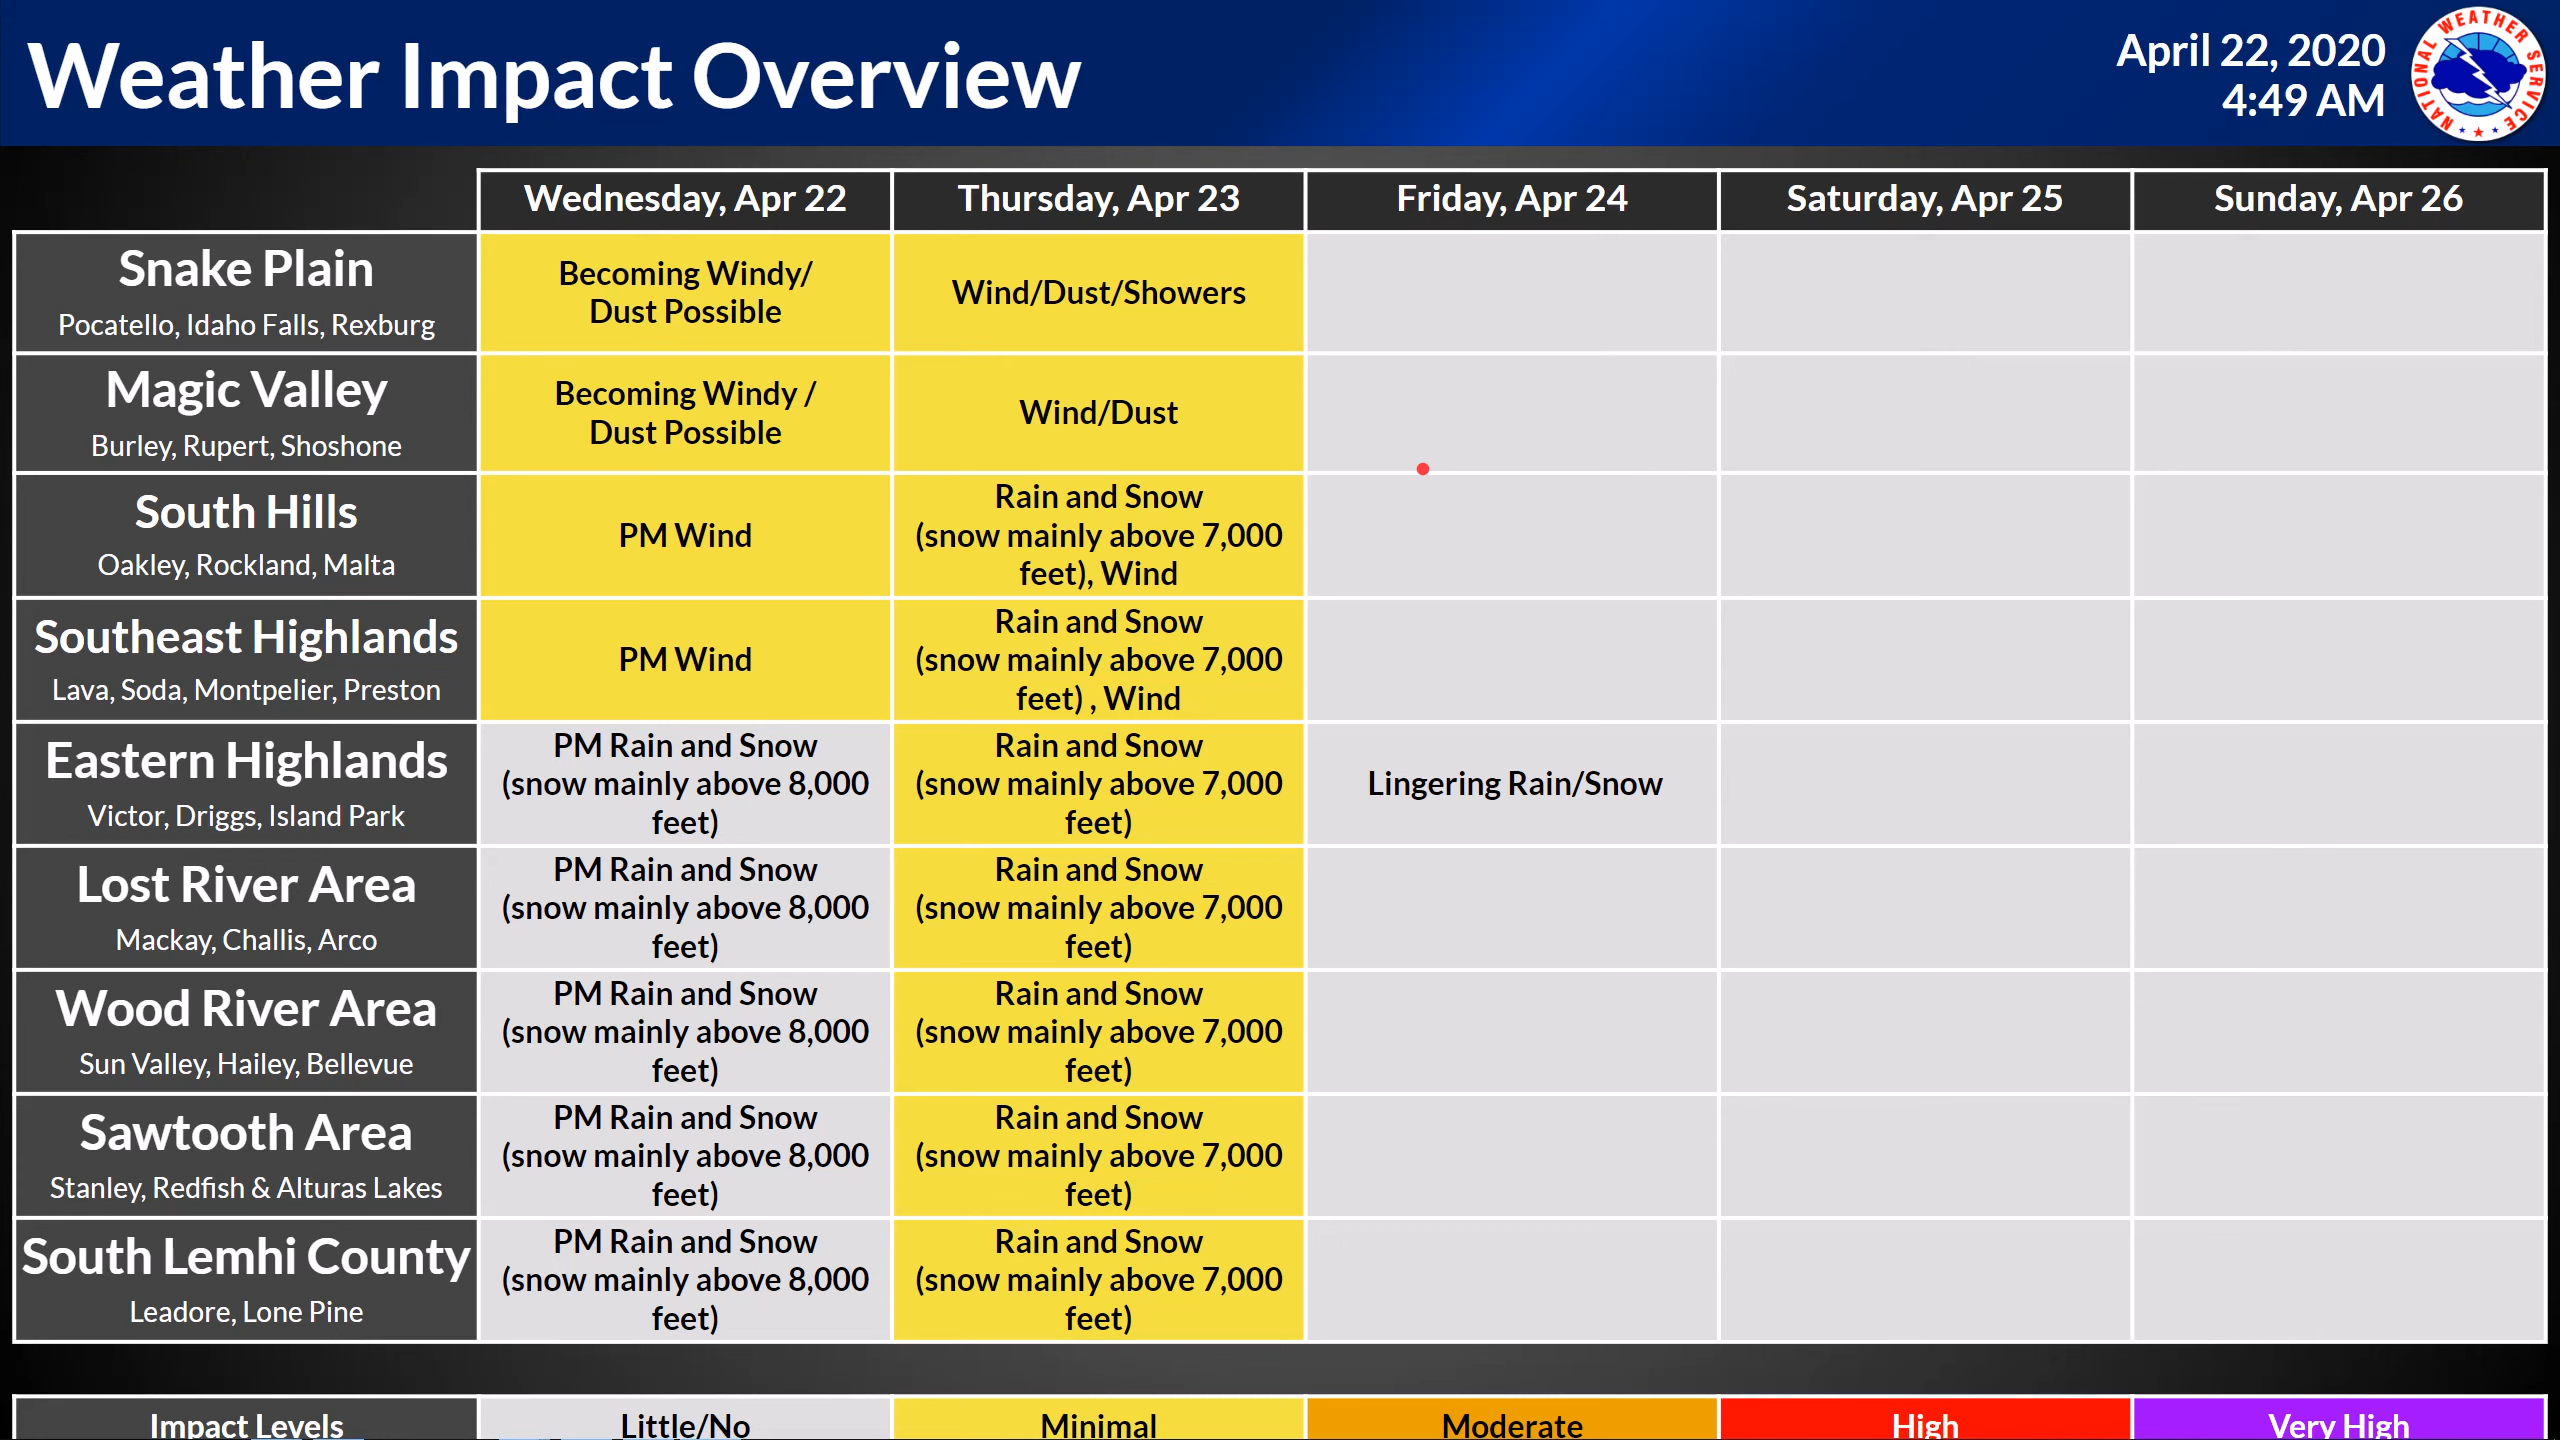 Weather Impact Overview
April 22, 2020
4:49 AM
NATIONAL WEATHER SERVICE
Wednesday, Apr 22
Thursday, Apr 23
Friday, Apr 24
Saturday, Apr 25
Sunday, Apr 26
Snake Plain
Pocatello, Idaho Falls, Rexburg
Becoming Windy/
Dust Possible
Wind/Dust/Showers
Magic Valley
Burley, Rupert, Shoshone
Becoming Windy /
Dust Possible
Wind/Dust
South Hills
Oakley, Rockland, Malta
PM Wind
Rain and Snow
(snow mainly above 7,000
feet), Wind
Southeast Highlands
Lava, Soda, Montpelier, Preston
PM Wind
Rain and Snow
(snow mainly above 7,000
feet) , Wind
Eastern Highlands
Victor, Driggs, Island Park
PM Rain and Snow
(snow mainly above 8,000
feet)
Rain and Snow
(snow mainly above 7,000
feet)
Lingering Rain/Snow
Lost River Area
Mackay, Challis, Arco
PM Rain and Snow
(snow mainly above 8,000
feet)
Rain and Snow
(snow mainly above 7,000
feet)
Wood River Area
Sun Valley, Hailey, Bellevue
PM Rain and Snow
(snow mainly above 8,000
feet)
Rain and Snow
(snow mainly above 7,000
feet)
Sawtooth Area
Stanley, Redfish & Alturas Lakes
PM Rain and Snow
(snow mainly above 8,000
feet)
Rain and Snow
(snow mainly above 7,000
feet)
South Lemhi County
Leadore, Lone Pine
PM Rain and Snow
(snow mainly above 8,000
feet)
Rain and Snow
(snow mainly above 7,000
feet)
Impact Levels
Little/No
Minimal
Moderate
High
Very High